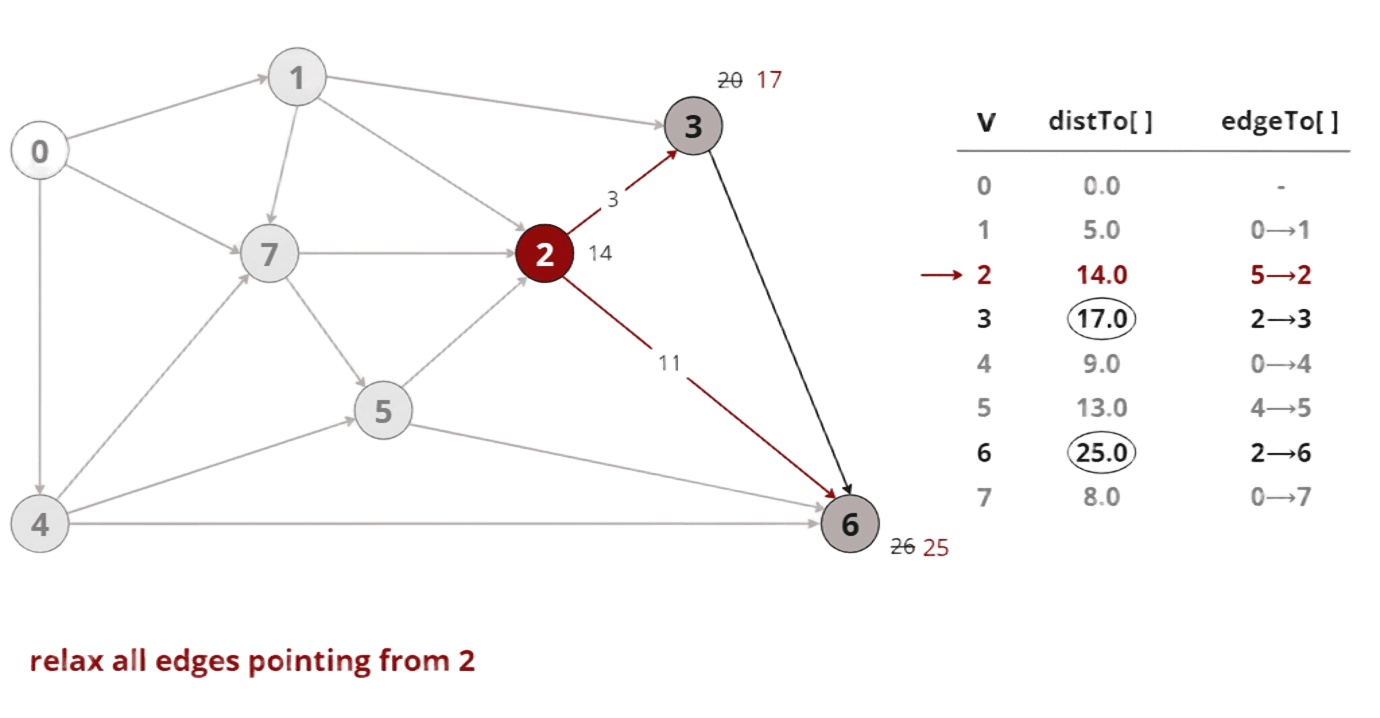 1
20 17
3
0
3
7
2 14
11
5
4
6
26 25
V distTo[ ] edgeTo[ ]
0 0.0 -
1 5.0 0→1
2 14.0 5→2
3 17.0 2→3
4 9.0 0→4
5 13.0 4→5
6 25.0 2→6
7 8.0 0→7
relax all edges pointing from 2